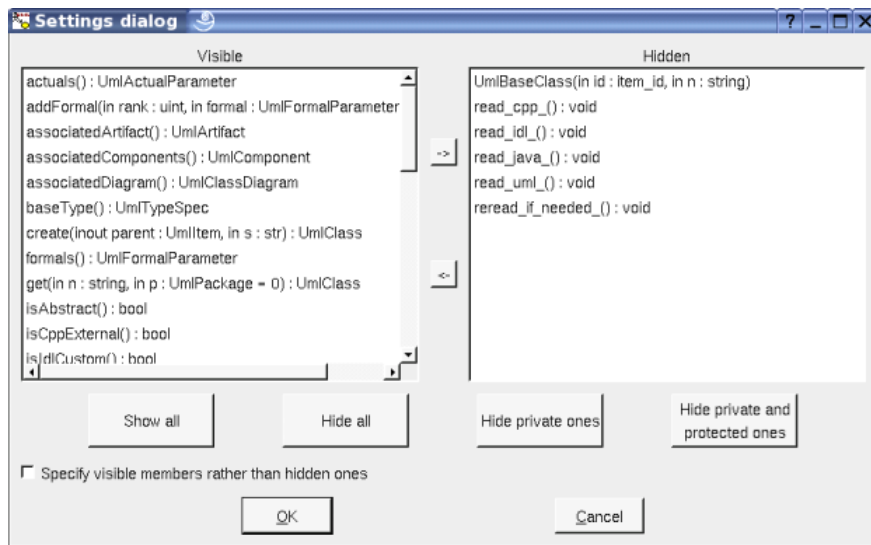 Settings dialog
Visible
Hidden
actuals() : UmlActualParameter
addFormal(in rank : uint, in formal : UmlFormalParameter
associatedArtifact() : UmlArtifact
associatedComponents() : UmlComponent
associatedDiagram() : UmlClassDiagram
baseType() : UmlTypeSpec
create(inout parent : UmlItem, in s : str) : UmlClass
formals() : UmlFormalParameter
get(in n : string, in p : UmlPackage = 0) : UmlClass
isAbstract() : bool
isCppExternal() : bool
isIdlCustom() : bool
->
<-
UmlBaseClass(in id : item_id, in n : string)
read_cpp_() : void
read_idl_() : void
read_java_() : void
read_uml_() : void
reread_if_needed_() : void
Show all
Hide all
Hide private ones
Hide private and
protected ones
Specify visible members rather than hidden ones
OK
Cancel